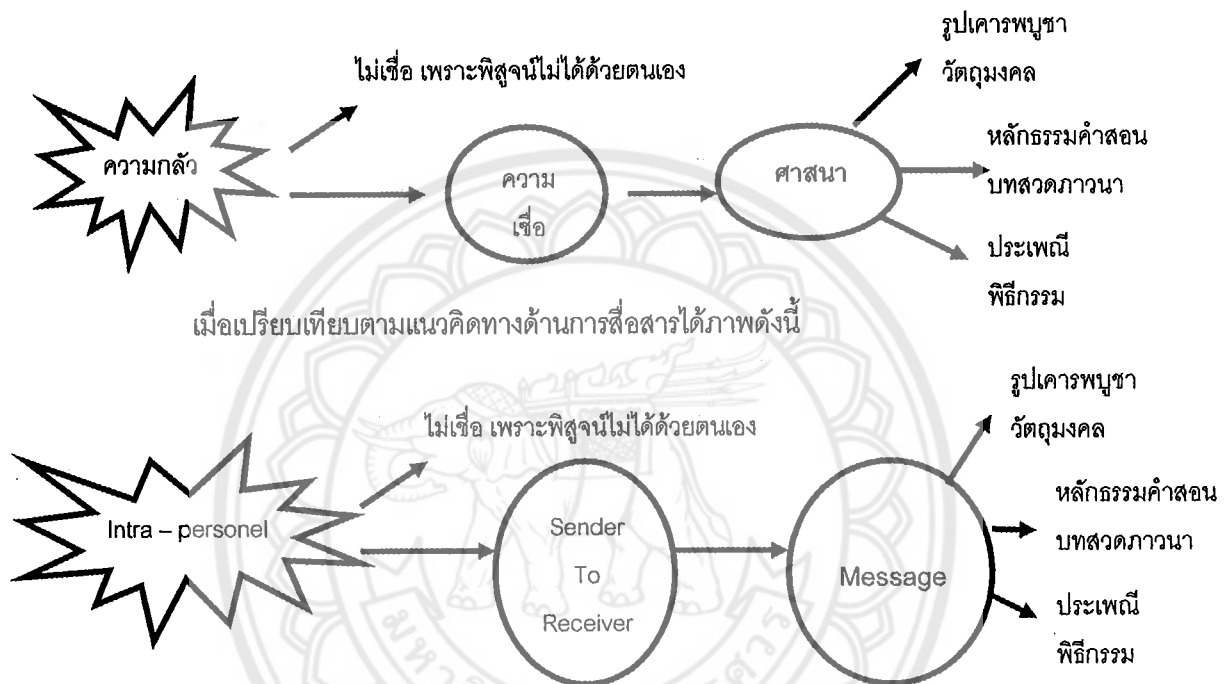 รูปเคารพบูชา
วัตถุมงคล
ไม่เชื่อ เพราะพิสูจน์ไม่ได้ด้วยตนเอง
หลักธรรมคำสอน
บทสวดภาวนา
ความกลัว
ความ
เชื่อ
ศาสนา
ประเพณี
พิธีกรรม
เมื่อเปรียบเทียบตามแนวคิดทางด้านการสื่อสารได้ภาพดังนี้
รูปเคารพบูชา
วัตถุมงคล
ไม่เชื่อ เพราะพิสูจน์ไม่ได้ด้วยตนเอง
หลักธรรมคำสอน
บทสวดภาวนา
Intra – personel
Sender
To
Receiver
Message
ประเพณี
พิธีกรรม